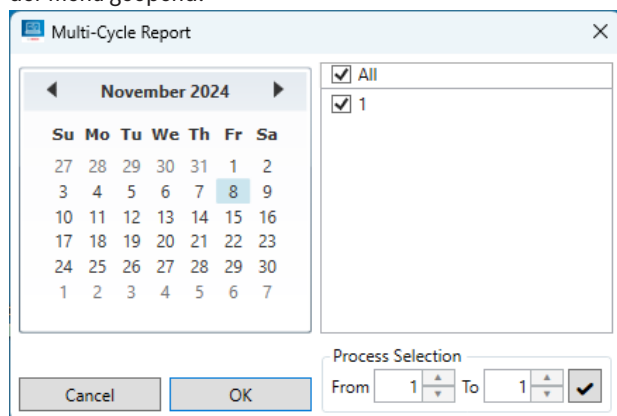 Multi-Cycle Report
November 2024
Su Mo Tu We Th Fr Sa
27 28 29 30 31 1 2
3 4 5 6 7 8 9
10 11 12 13 14 15 16
17 18 19 20 21 22 23
24 25 26 27 28 29 30
1 2 3 4 5 6 7
All
1
Process Selection
From 1 To 1
Cancel
OK